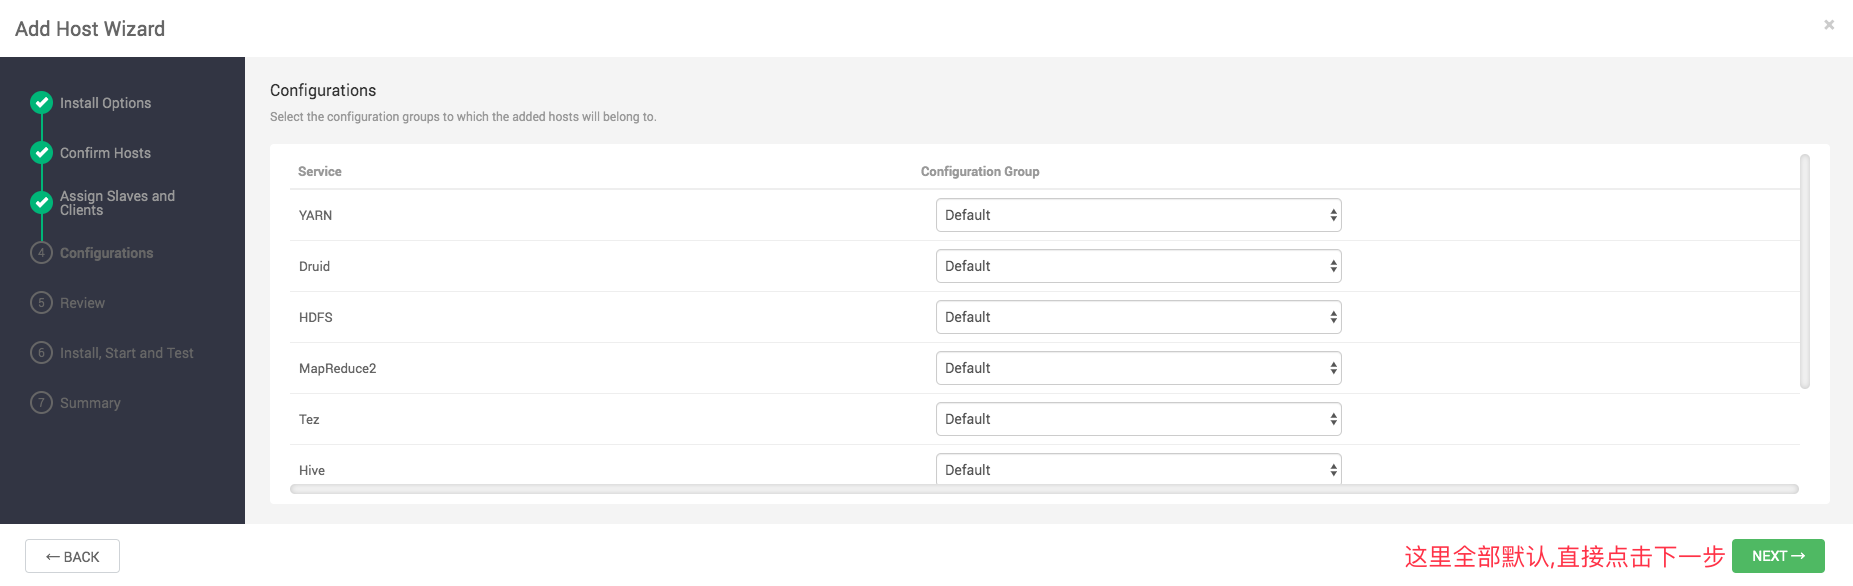 Add Host Wizard
×
Install Options
Confirm Hosts
Assign Slaves and
Clients
4 Configurations
5 Review
6 Install, Start and Test
7 Summary
Configurations
Select the configuration groups to which the added hosts will belong to.
Service Configuration Group
YARN Default
Druid Default
HDFS Default
MapReduce2 Default
Tez Default
Hive Default
← BACK
这里全部默认,直接点击下一步 NEXT →